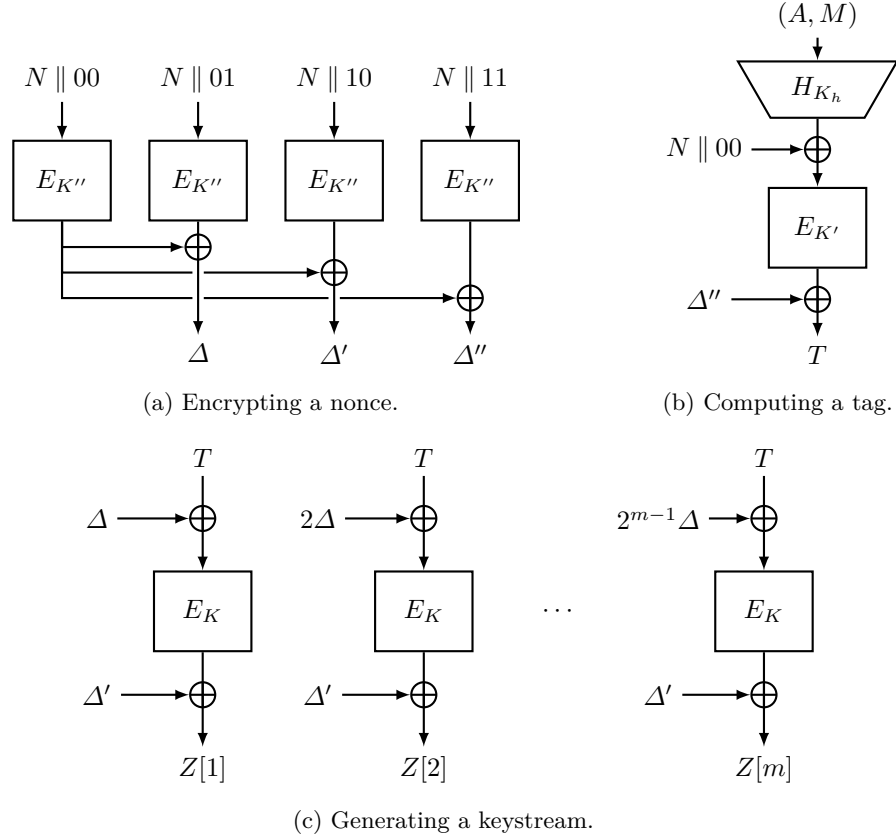 N ∥ 00 N ∥ 01 N ∥ 10 N ∥ 11
E_{K''} E_{K''} E_{K''} E_{K''}
Δ Δ′ Δ′′
(a) Encrypting a nonce.
(A, M)
H_{K_h}
N ∥ 00
E_{K'}
Δ′′
T
(b) Computing a tag.
T T T
Δ 2Δ 2^{m−1}Δ
E_K E_K · · · E_K
Δ′ Δ′ Δ′
Z[1] Z[2] Z[m]
(c) Generating a keystream.